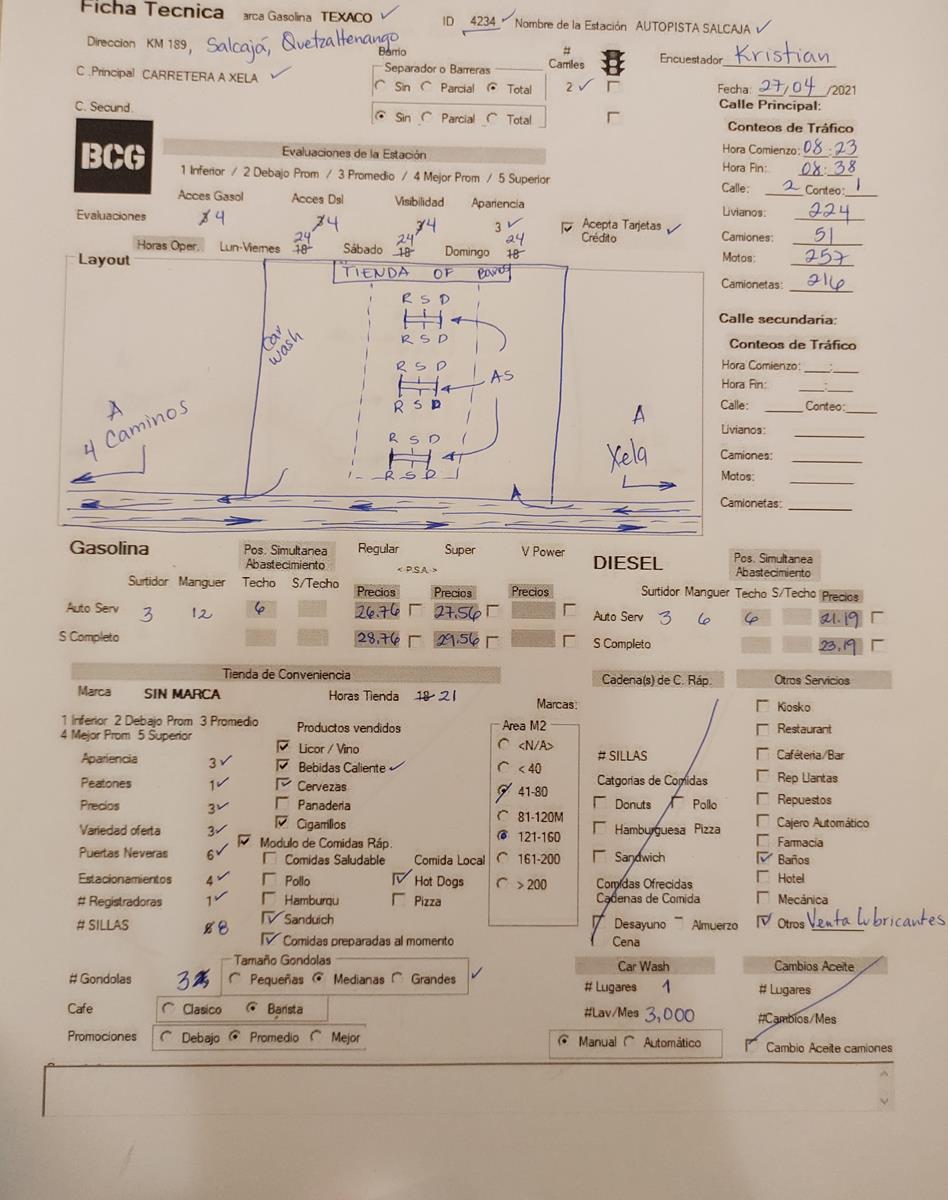 Ficha Tecnica arca Gasolina TEXACO ✓ ID 4234 ✓ Nombre de la Estación AUTOPISTA SALCAJA ✓
Direccion KM 189, Salcajá, Quetzaltenango
Barrio
# Carriles
Encuestador Kristian
C .Principal CARRETERA A XELA ✓
Separador o Barreras
Sin Parcial Total 2 ✓
Fecha: 27/04/2021
C. Secund.
Sin Parcial Total
Calle Principal:
BCG
Conteos de Tráfico
Evaluaciones de la Estación
Hora Comienzo: 08:23
1 Inferior / 2 Debajo Prom / 3 Promedio / 4 Mejor Prom / 5 Superior
Hora Fin: 08:38
Calle: 2 Conteo: 1
Acces Gasol Acces Dsl Visibilidad Apariencia
Livianos: 224
Evaluaciones 4 4 4 3 ✓
Acepta Tarjetas ✓
Crédito
Camiones: 51
Motos: 257
Camionetas: 216
Horas Oper. Lun-Viernes 24 18 Sábado 24 18 Domingo 24 18
Layout
TIENDA OF
R S D
R S D
car wash
R S D
AS
R S D
R S D
R S D
A
4 Caminos
A
Xela
Calle secundaria:
Conteos de Tráfico
Hora Comienzo: __:__
Hora Fin: __:__
Calle: Conteo:
Livianos:
Camiones:
Motos:
Camionetas:
Gasolina
Pos. Simultanea
Abastecimiento
Regular Super V Power
<-P.S.A.->
DIESEL
Pos. Simultanea
Abastecimiento
Surtidor Manguer Techo S/Techo Precios Precios Precios
Surtidor Manguer Techo S/Techo Precios
Auto Serv 3 12 6 26.76 27.56
Auto Serv 3 6 6 21.19
S Completo 28.76 29.56
S Completo 23.19
Tienda de Conveniencia
Marca SIN MARCA Horas Tienda 18 21
1 Inferior 2 Debajo Prom 3 Promedio
4 Mejor Prom 5 Superior
Apariencia 3 ✓
Peatones 1 ✓
Precios 3 ✓
Variedad oferta 3 ✓
Puertas Neveras 6 ✓
Estacionamientos 4 ✓
# Registradoras 1 ✓
# SILLAS 8
Productos vendidos
Licor / Vino
Bebidas Caliente ✓
Cervezas
Panaderia
Cigarrillos
Modulo de Comidas Ráp.
Comidas Saludable Comida Local
Pollo Hot Dogs
Hamburgu Pizza
Sanduich
Comidas preparadas al momento
Marcas:
Area M2
<N/A>
< 40
41-80
81-120M
121-160
161-200
> 200
Cadena(s) de C. Ráp.
# SILLAS
Catgorias de Comidas
Donuts Pollo
Hamburguesa Pizza
Sandwich
Comidas Ofrecidas
Cadenas de Comida
Desayuno Almuerzo
Cena
Otros Servicios
Kiosko
Restaurant
Caféteria/Bar
Rep Llantas
Repuestos
Cajero Automático
Farmacia
Baños
Hotel
Mecánica
Otros Venta lubricantes
# Gondolas 3
Tamaño Gondolas
Pequeñas Medianas Grandes ✓
Cafe Clasico Barista
Promociones Debajo Promedio Mejor
Car Wash
# Lugares 1
#Lav/Mes 3,000
Manual Automático
Cambios Aceite
# Lugares
#Cambios/Mes
Cambio Aceite camiones